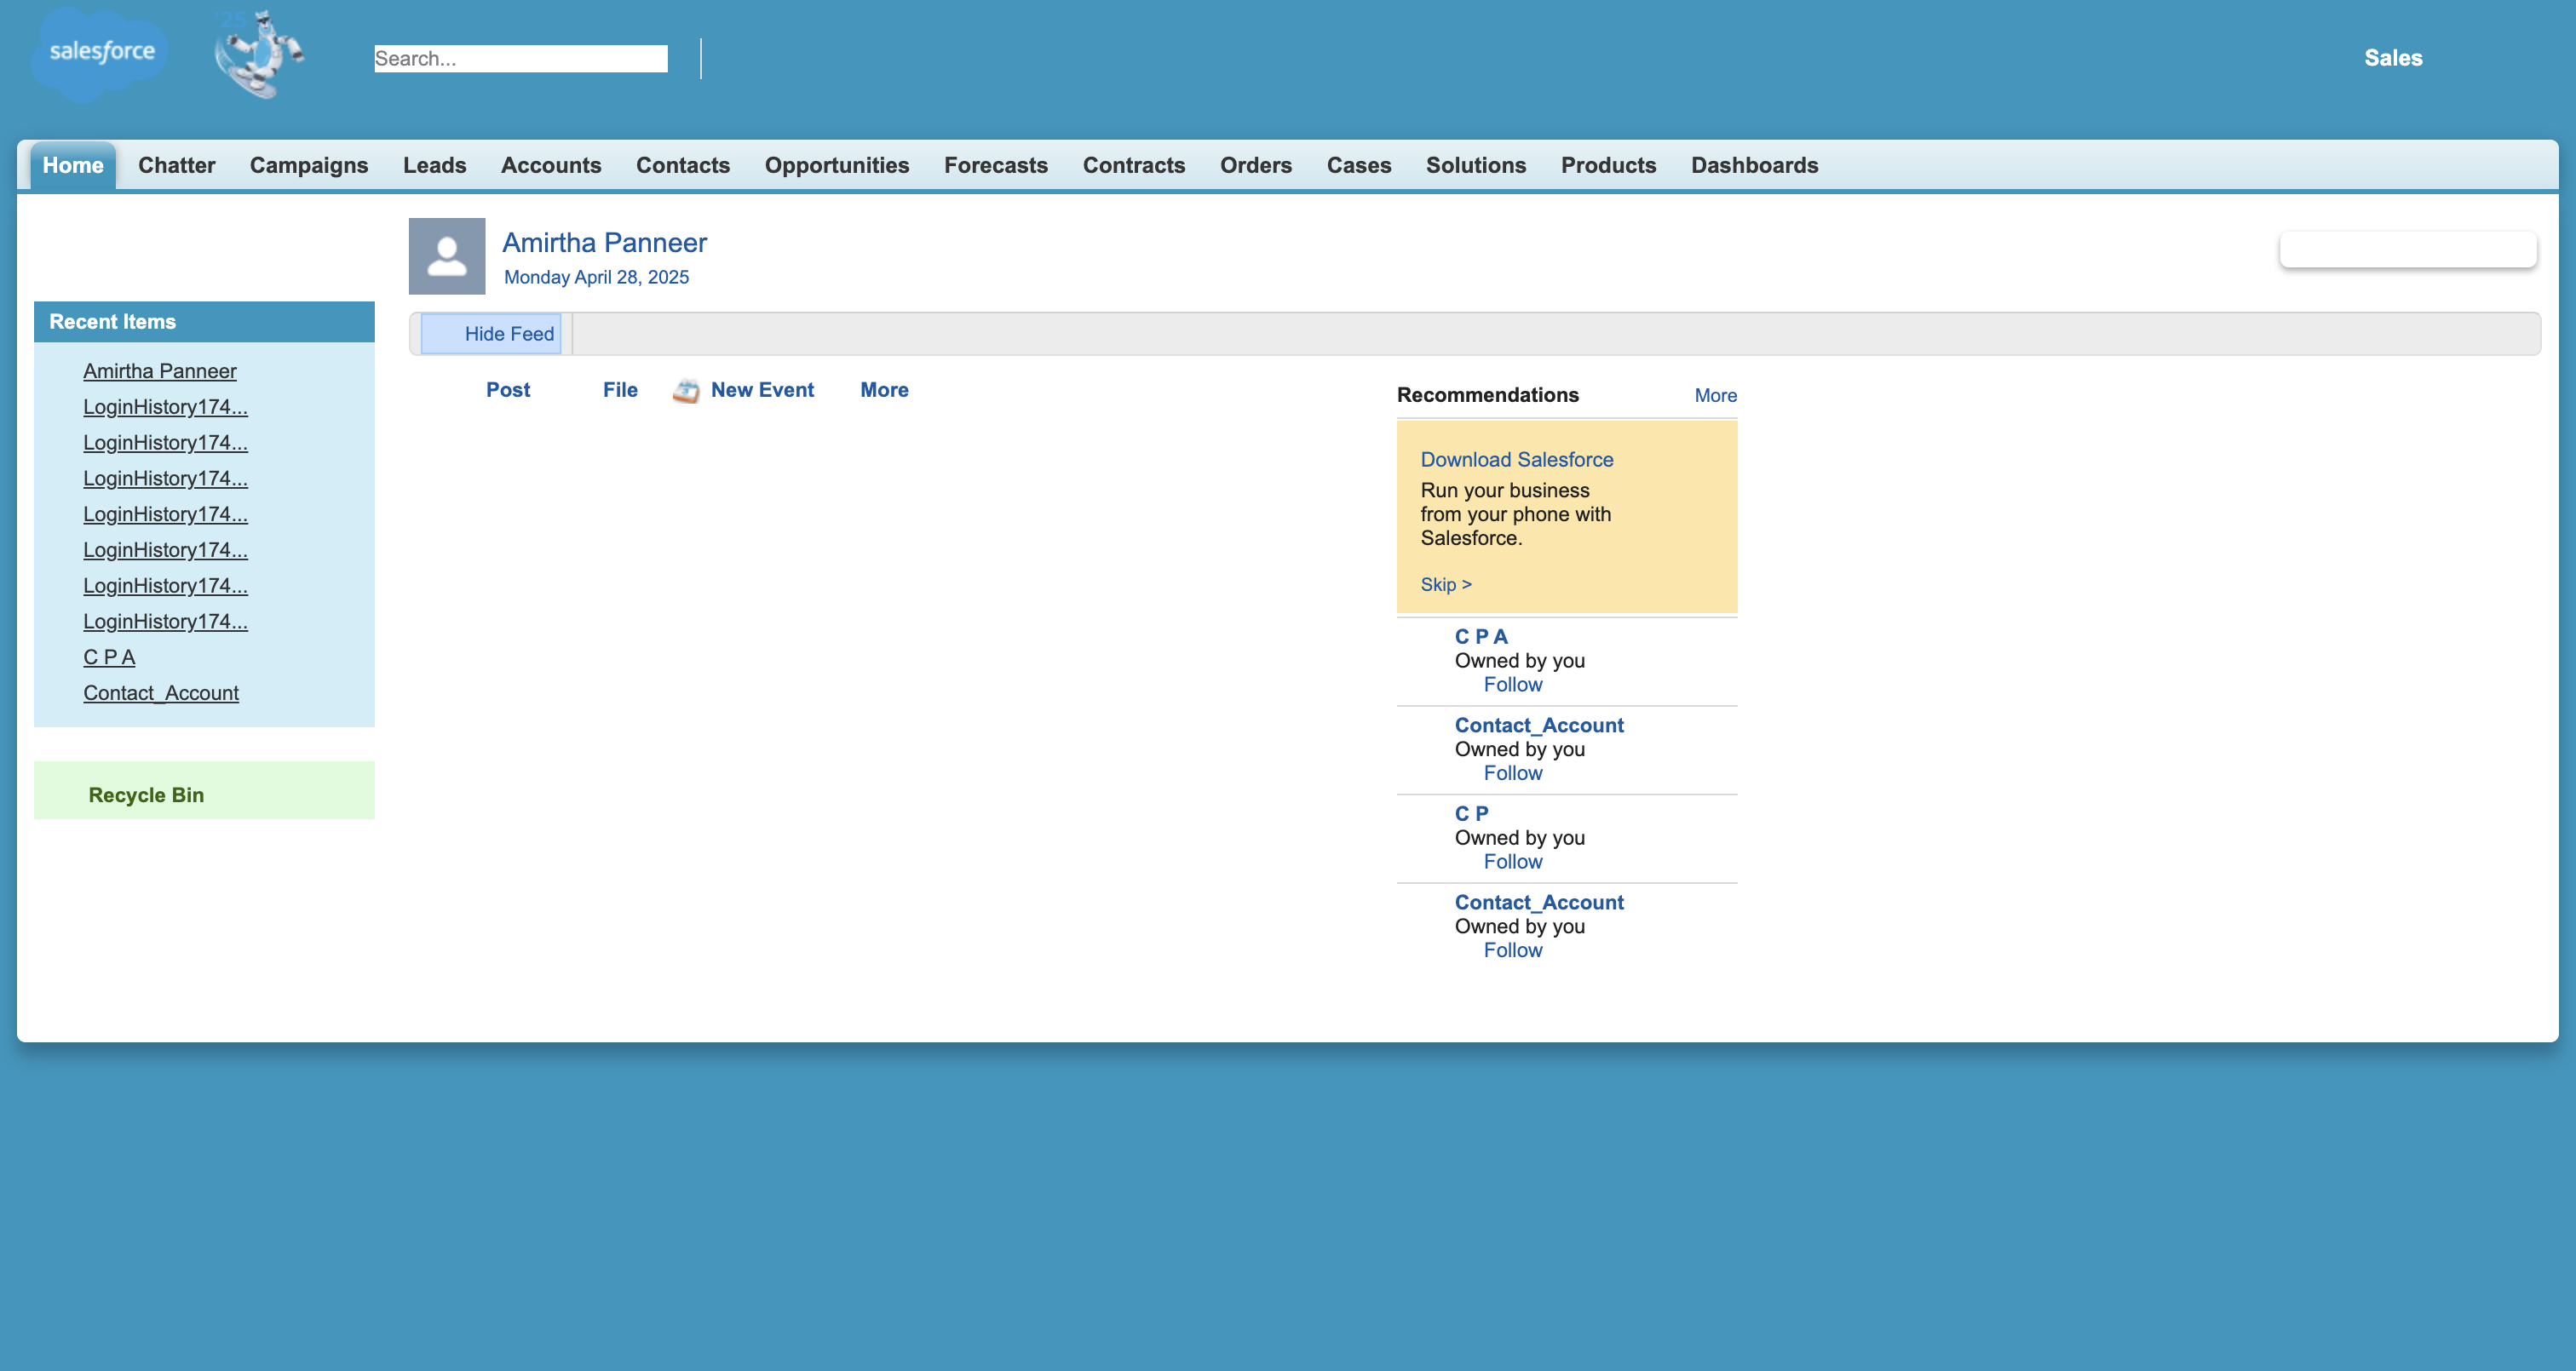 salesforce
'25
Search...
Sales
Home Chatter Campaigns Leads Accounts Contacts Opportunities Forecasts Contracts Orders Cases Solutions Products Dashboards
Amirtha Panneer
Monday April 28, 2025
Recent Items
Amirtha Panneer
LoginHistory174...
LoginHistory174...
LoginHistory174...
LoginHistory174...
LoginHistory174...
LoginHistory174...
LoginHistory174...
C P A
Contact_Account
Recycle Bin
Hide Feed
Post File New Event More
Recommendations More
Download Salesforce
Run your business
from your phone with
Salesforce.
Skip >
C P A
Owned by you
Follow
Contact_Account
Owned by you
Follow
C P
Owned by you
Follow
Contact_Account
Owned by you
Follow